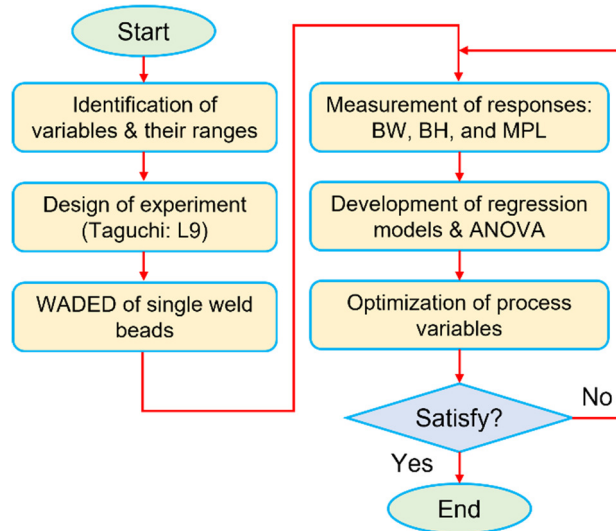 Start
Identification of
variables & their ranges
Design of experiment
(Taguchi: L9)
WADED of single weld
beads
Measurement of responses:
BW, BH, and MPL
Development of regression
models & ANOVA
Optimization of process
variables
Satisfy?
No
Yes
End